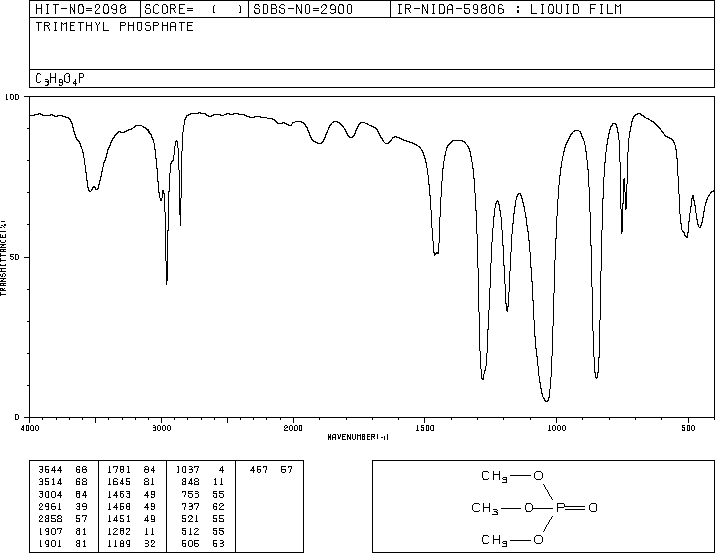 HIT-NO=2098 SCORE= ( ) SDBS-NO=2900 IR-NIDA-59806 : LIQUID FILM
TRIMETHYL PHOSPHATE
C3H9O4P
100
50
0
TRANSMITTANCE(%)
4000 3000 2000 1500 1000 500
WAVENUMBER(-1)
3544 68 1781 84 1037 4 467 57
3514 68 1645 81 848 11
3004 64 1463 49 753 55
2961 39 1458 49 737 62
2858 57 1451 49 521 55
1907 81 1282 11 512 55
1901 81 1189 32 505 53
CH3 O
CH3 O P O
CH3 O